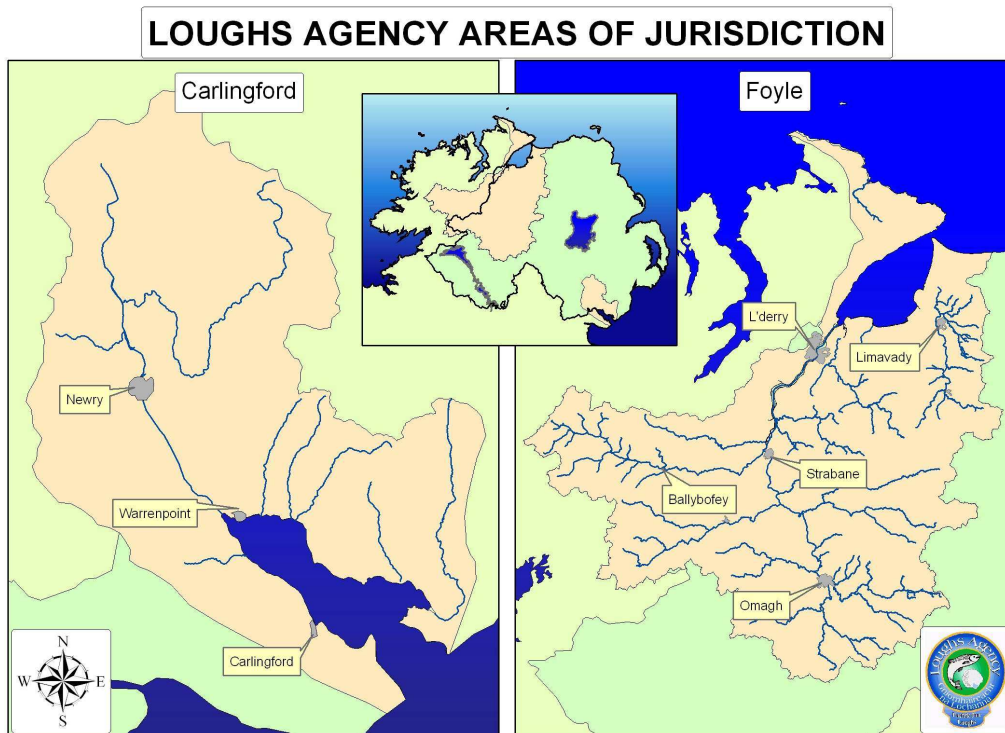 LOUGHS AGENCY AREAS OF JURISDICTION
Carlingford
Foyle
L'derry
Limavady
Newry
Strabane
Ballybofey
Warrenpoint
Omagh
Carlingford
N
W
E
S
Loughs Agency